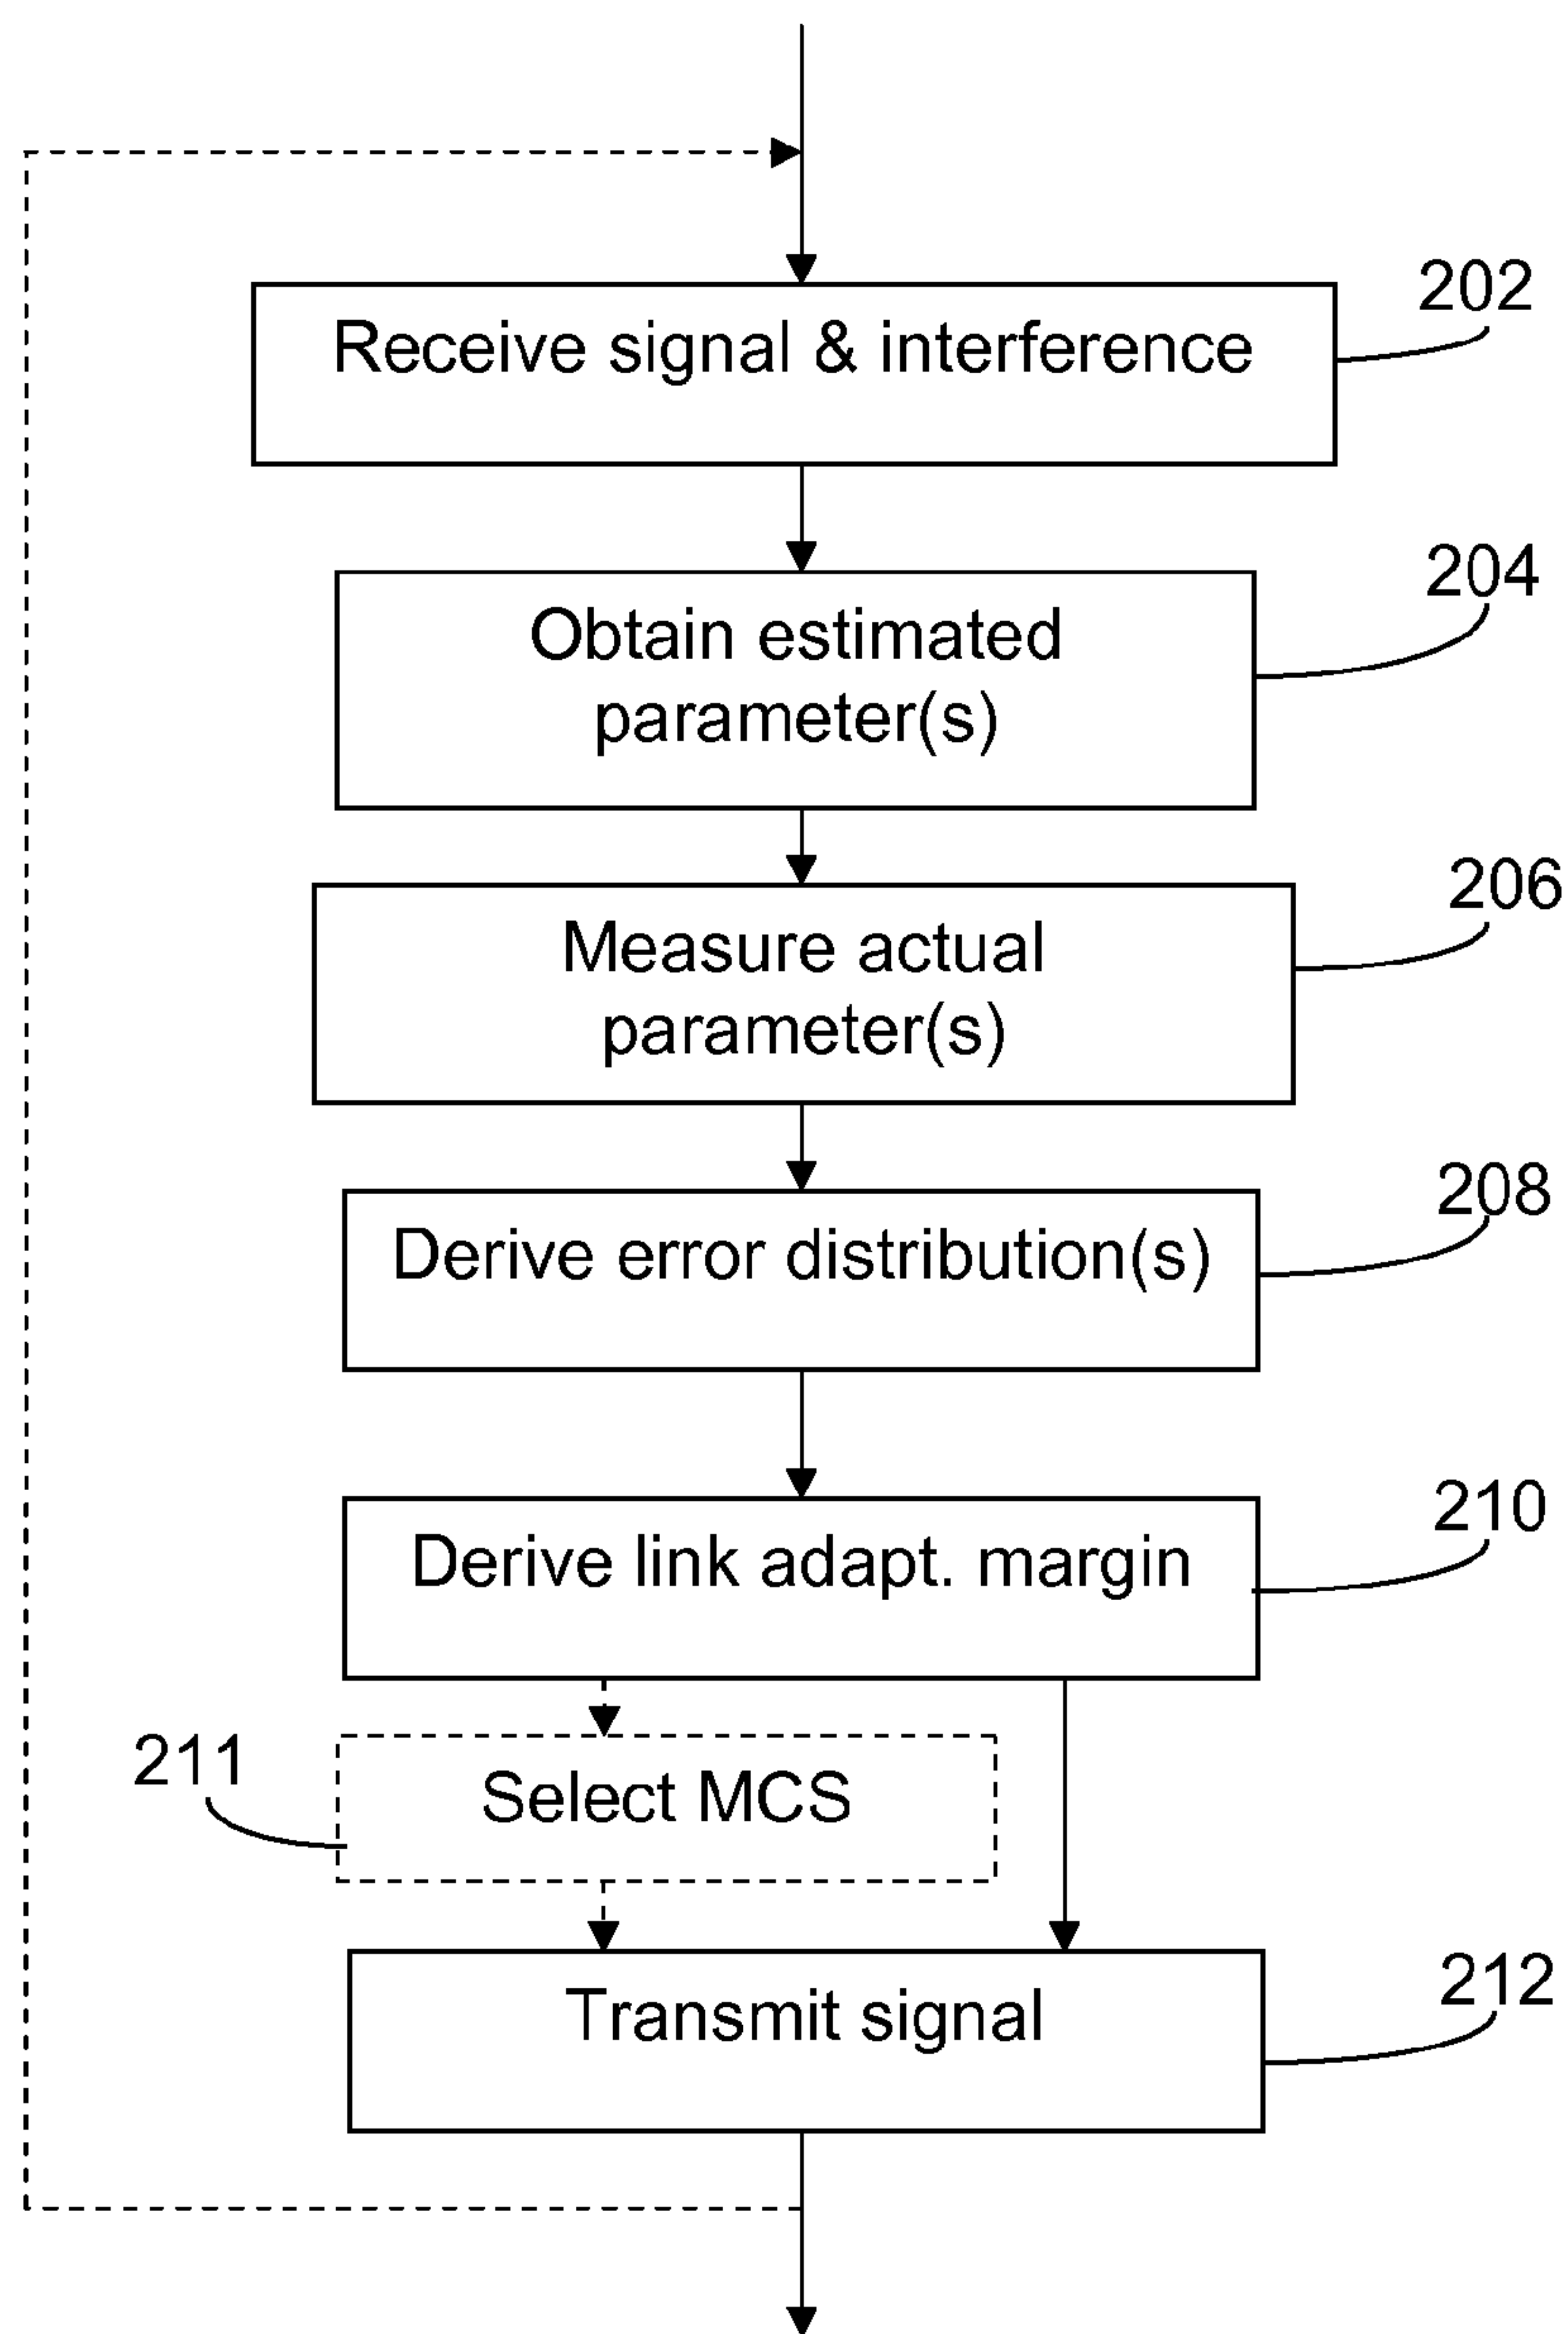 202
Receive signal & interference
204
Obtain estimated
parameter(s)
206
Measure actual
parameter(s)
208
Derive error distribution(s)
210
Derive link adapt. margin
211
Select MCS
212
Transmit signal